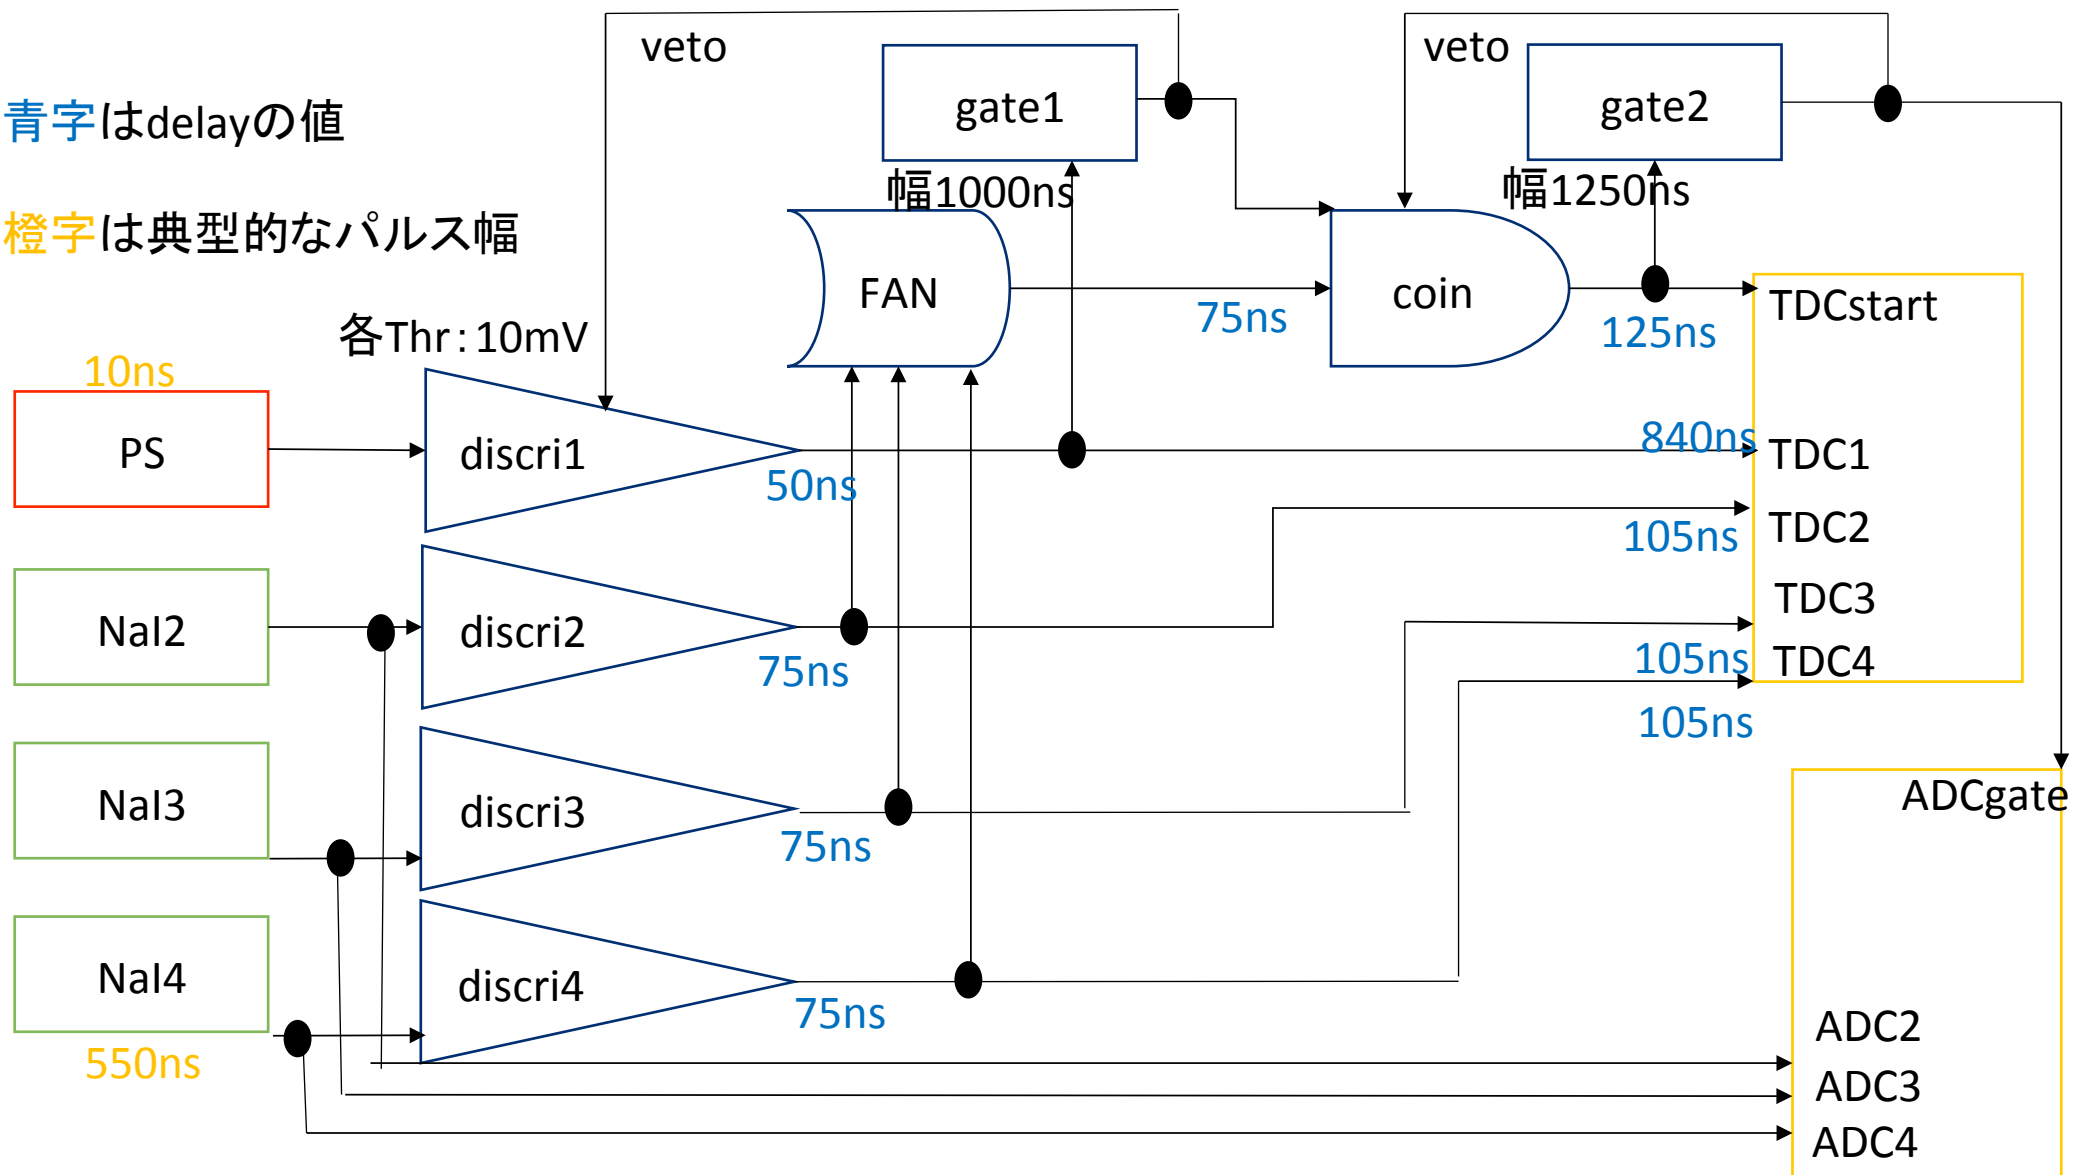 veto
veto
gate1
gate2
青字はdelayの値
幅1000ns
幅1250ns
橙字は典型的なパルス幅
FAN
coin
TDCstart
75ns
125ns
各Thr：10mV
10ns
PS
discri1
50ns
840ns
TDC1
105ns
TDC2
NaI2
discri2
75ns
TDC3
105ns
TDC4
105ns
NaI3
discri3
75ns
ADCgate
NaI4
discri4
75ns
550ns
ADC2
ADC3
ADC4